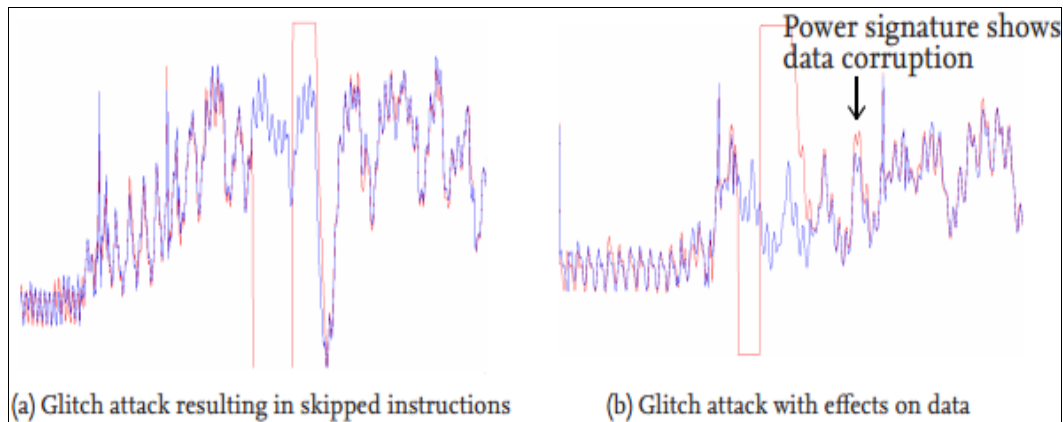 Power signature shows
data corruption
(a) Glitch attack resulting in skipped instructions
(b) Glitch attack with effects on data